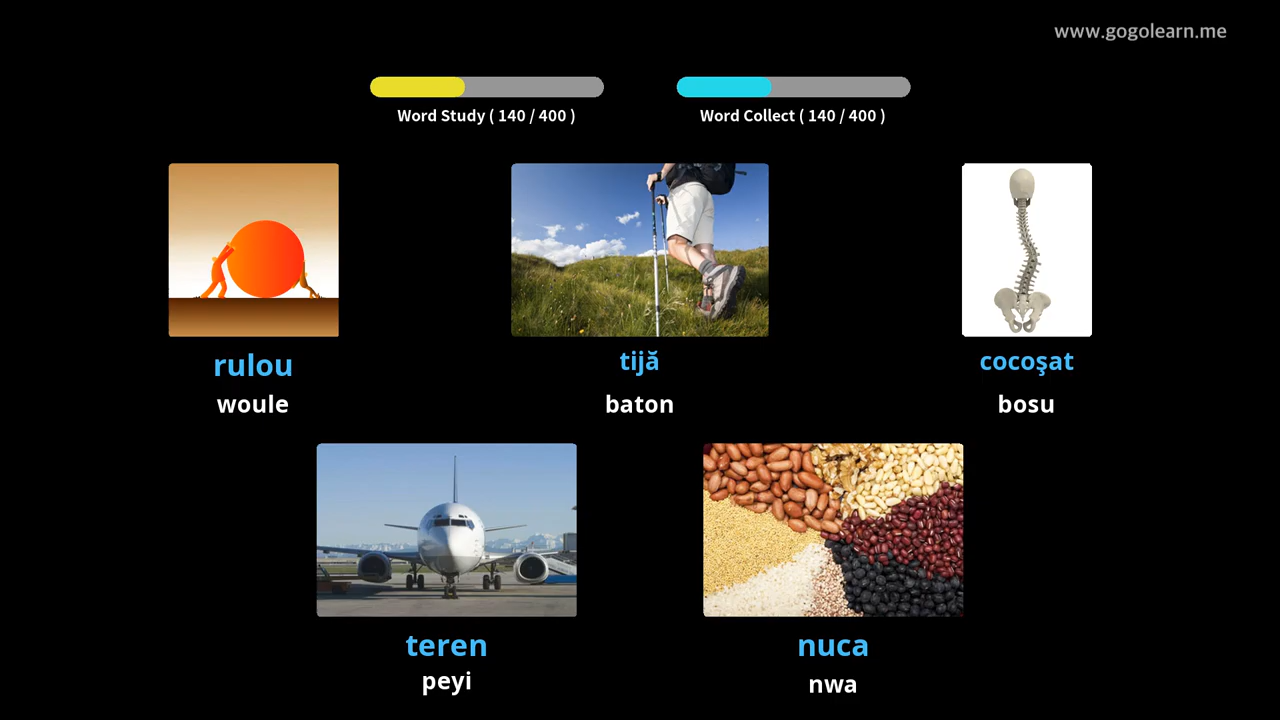 www.gogolearn.me
Word Study ( 140 / 400 )
Word Collect ( 140 / 400 )
rulou
woule
tijă
baton
cocoşat
bosu
teren
peyi
nuca
nwa